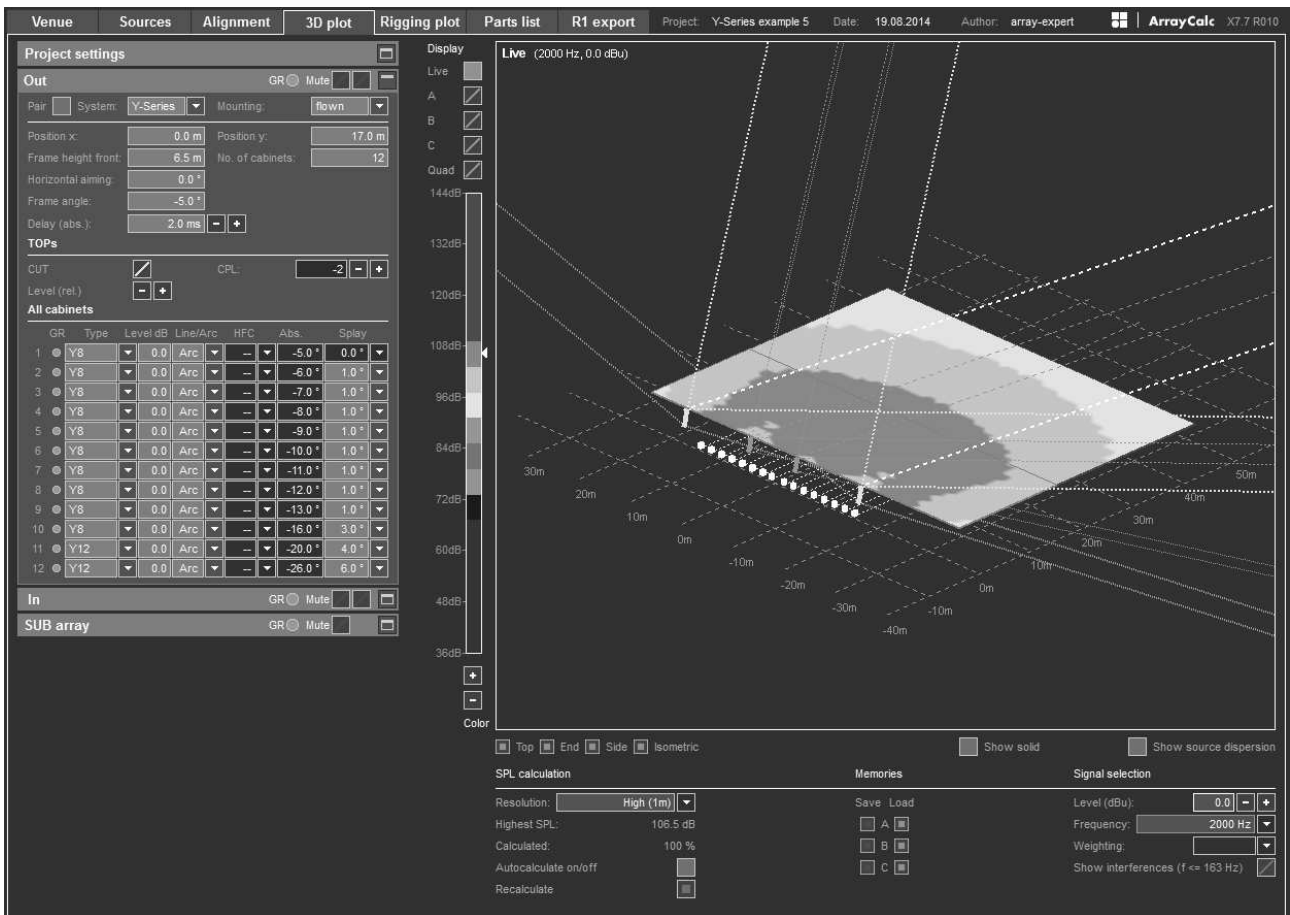 Venue Sources Alignment 3D plot Rigging plot Parts list R1 export Project: Y-Series example 5 Date: 19.08.2014 Author: array-expert ArrayCalc X7.7 R010
Project settings
Out GR Mute
Pair System: Y-Series Mounting: flown
Position x: 0.0 m Position y: 17.0 m
Frame height front: 6.5 m No. of cabinets: 12
Horizontal aiming: 0.0 °
Frame angle: -5.0 °
Delay (abs.): 2.0 ms - +
TOPs
CUT CPL: -2 - +
Level (rel.) - +
All cabinets
GR Type Level dB Line/Arc HFC Abs. Splay
1 Y8 0.0 Arc -- -5.0 ° 0.0 °
2 Y8 0.0 Arc -- -6.0 ° 1.0 °
3 Y8 0.0 Arc -- -7.0 ° 1.0 °
4 Y8 0.0 Arc -- -8.0 ° 1.0 °
5 Y8 0.0 Arc -- -9.0 ° 1.0 °
6 Y8 0.0 Arc -- -10.0 ° 1.0 °
7 Y8 0.0 Arc -- -11.0 ° 1.0 °
8 Y8 0.0 Arc -- -12.0 ° 1.0 °
9 Y8 0.0 Arc -- -13.0 ° 1.0 °
10 Y8 0.0 Arc -- -16.0 ° 3.0 °
11 Y12 0.0 Arc -- -20.0 ° 4.0 °
12 Y12 0.0 Arc -- -26.0 ° 6.0 °
In GR Mute
SUB array GR Mute
Display
Live
A
B
C
Quad
144dB
132dB
120dB
108dB
96dB
84dB
72dB
60dB
48dB
36dB
+
-
Color
Live (2000 Hz, 0.0 dBu)
30m
20m
10m
0m
-10m
-20m
-30m
-40m
-10m
0m
10m
20m
30m
40m
50m
Top End Side Isometric Show solid Show source dispersion
SPL calculation
Resolution: High (1m)
Highest SPL: 106.5 dB
Calculated: 100 %
Autocalculate on/off
Recalculate
Memories
Save Load
A
B
C
Signal selection
Level (dBu): 0.0 - +
Frequency: 2000 Hz
Weighting:
Show interferences (f <= 163 Hz)